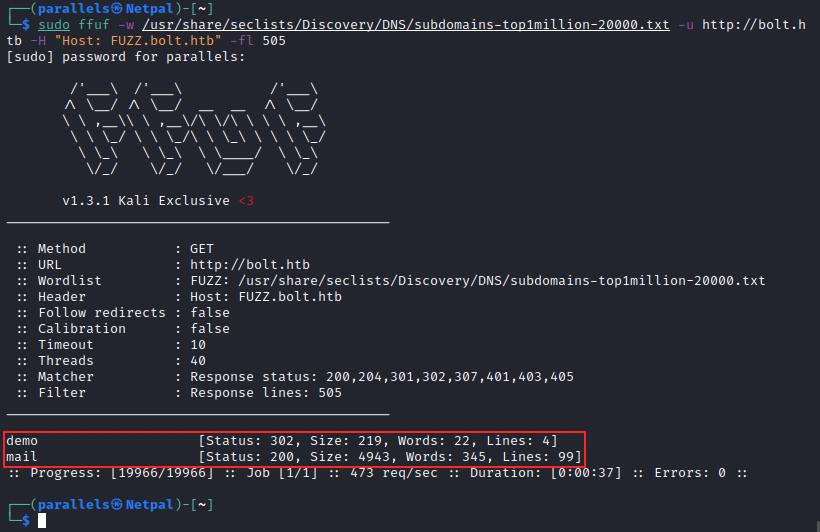 ┌──(parallels㉿Netpal)-[~]
└─$ sudo ffuf -w /usr/share/seclists/Discovery/DNS/subdomains-top1million-20000.txt -u http://bolt.h
tb -H "Host: FUZZ.bolt.htb" -fl 505
[sudo] password for parallels:

        /'___\  /'___\           /'___\
       /\ \__/ /\ \__/  __  __  /\ \__/
       \ \ ,__\\ \ ,__\/\ \/\ \ \ \ ,__\
        \ \ \_/ \ \ \_/\ \ \_\ \ \ \ \_/
         \ \_\   \ \_\  \ \____/  \ \_\
          \/_/    \/_/   \/___/    \/_/

       v1.3.1 Kali Exclusive <3
________________________________________________

 :: Method           : GET
 :: URL              : http://bolt.htb
 :: Wordlist         : FUZZ: /usr/share/seclists/Discovery/DNS/subdomains-top1million-20000.txt
 :: Header           : Host: FUZZ.bolt.htb
 :: Follow redirects : false
 :: Calibration      : false
 :: Timeout          : 10
 :: Threads          : 40
 :: Matcher          : Response status: 200,204,301,302,307,401,403,405
 :: Filter           : Response lines: 505
________________________________________________

demo                    [Status: 302, Size: 219, Words: 22, Lines: 4]
mail                    [Status: 200, Size: 4943, Words: 345, Lines: 99]
:: Progress: [19966/19966] :: Job [1/1] :: 473 req/sec :: Duration: [0:00:37] :: Errors: 0 ::

┌──(parallels㉿Netpal)-[~]
└─$